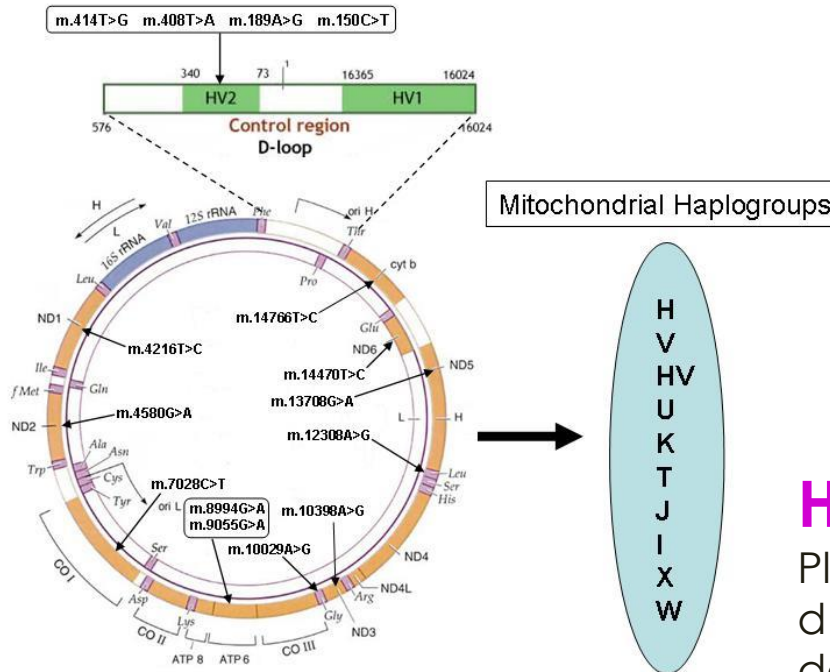 m.414T>G m.408T>A m.189A>G m.150C>T
340 73 1 16365 16024
HV2 HV1
576 Control region 16024
D-loop
H
L
Val
12S rRNA
Phe
ori H
Thr
16S rRNA
Leu
Pro
cyt b
ND1
m.14766T>C
Glu
ND6
m.4216T>C
m.14470T>C
ND5
Ile
f Met
Gln
m.13708G>A
ND2
m.4580G>A
L
H
m.12308A>G
Trp
Ala
Asn
Cys
Tyr
m.7028C>T
ori L
m.8994G>A
m.9055G>A
m.10398A>G
m.10029A>G
Leu
Ser
His
ND4
CO I
Ser
Asp
CO II
Lys
ATP 8
ATP 6
CO III
Gly
ND3
Arg
ND4L
Mitochondrial Haplogroups
H
V
HV
U
K
T
J
I
X
W
H
Pl
d